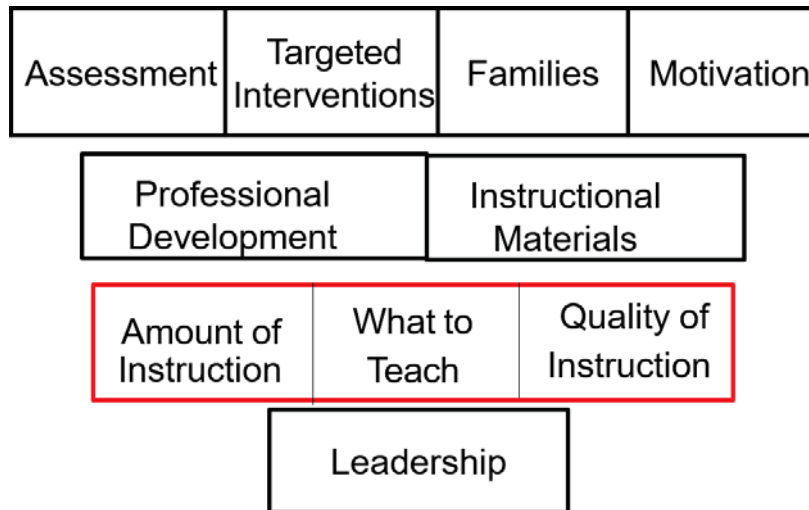 Assessment
Targeted
Interventions
Families
Motivation
Professional
Development
Instructional
Materials
Amount of
Instruction
What to
Teach
Quality of
Instruction
Leadership